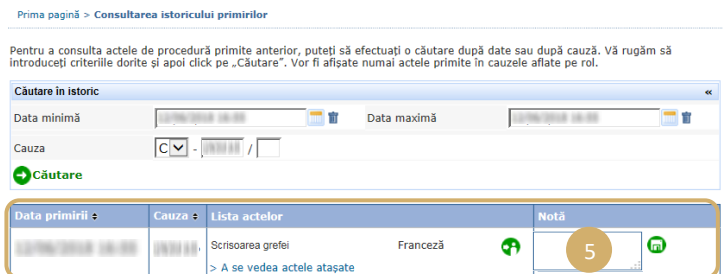 Prima pagină > Consultarea istoricului primirilor
Pentru a consulta actele de procedură primite anterior, puteți să efectuați o căutare după date sau după cauză. Vă rugăm să
introduceți criteriile dorite și apoi click pe „Căutare”. Vor fi afișate numai actele primite în cauzele aflate pe rol.
Căutare în istoric «
Data minimă Data maximă
Cauza C - /
Căutare
Data primirii Cauza Lista actelor Notă
Scrisoarea grefei Franceză 5
> A se vedea actele atașate